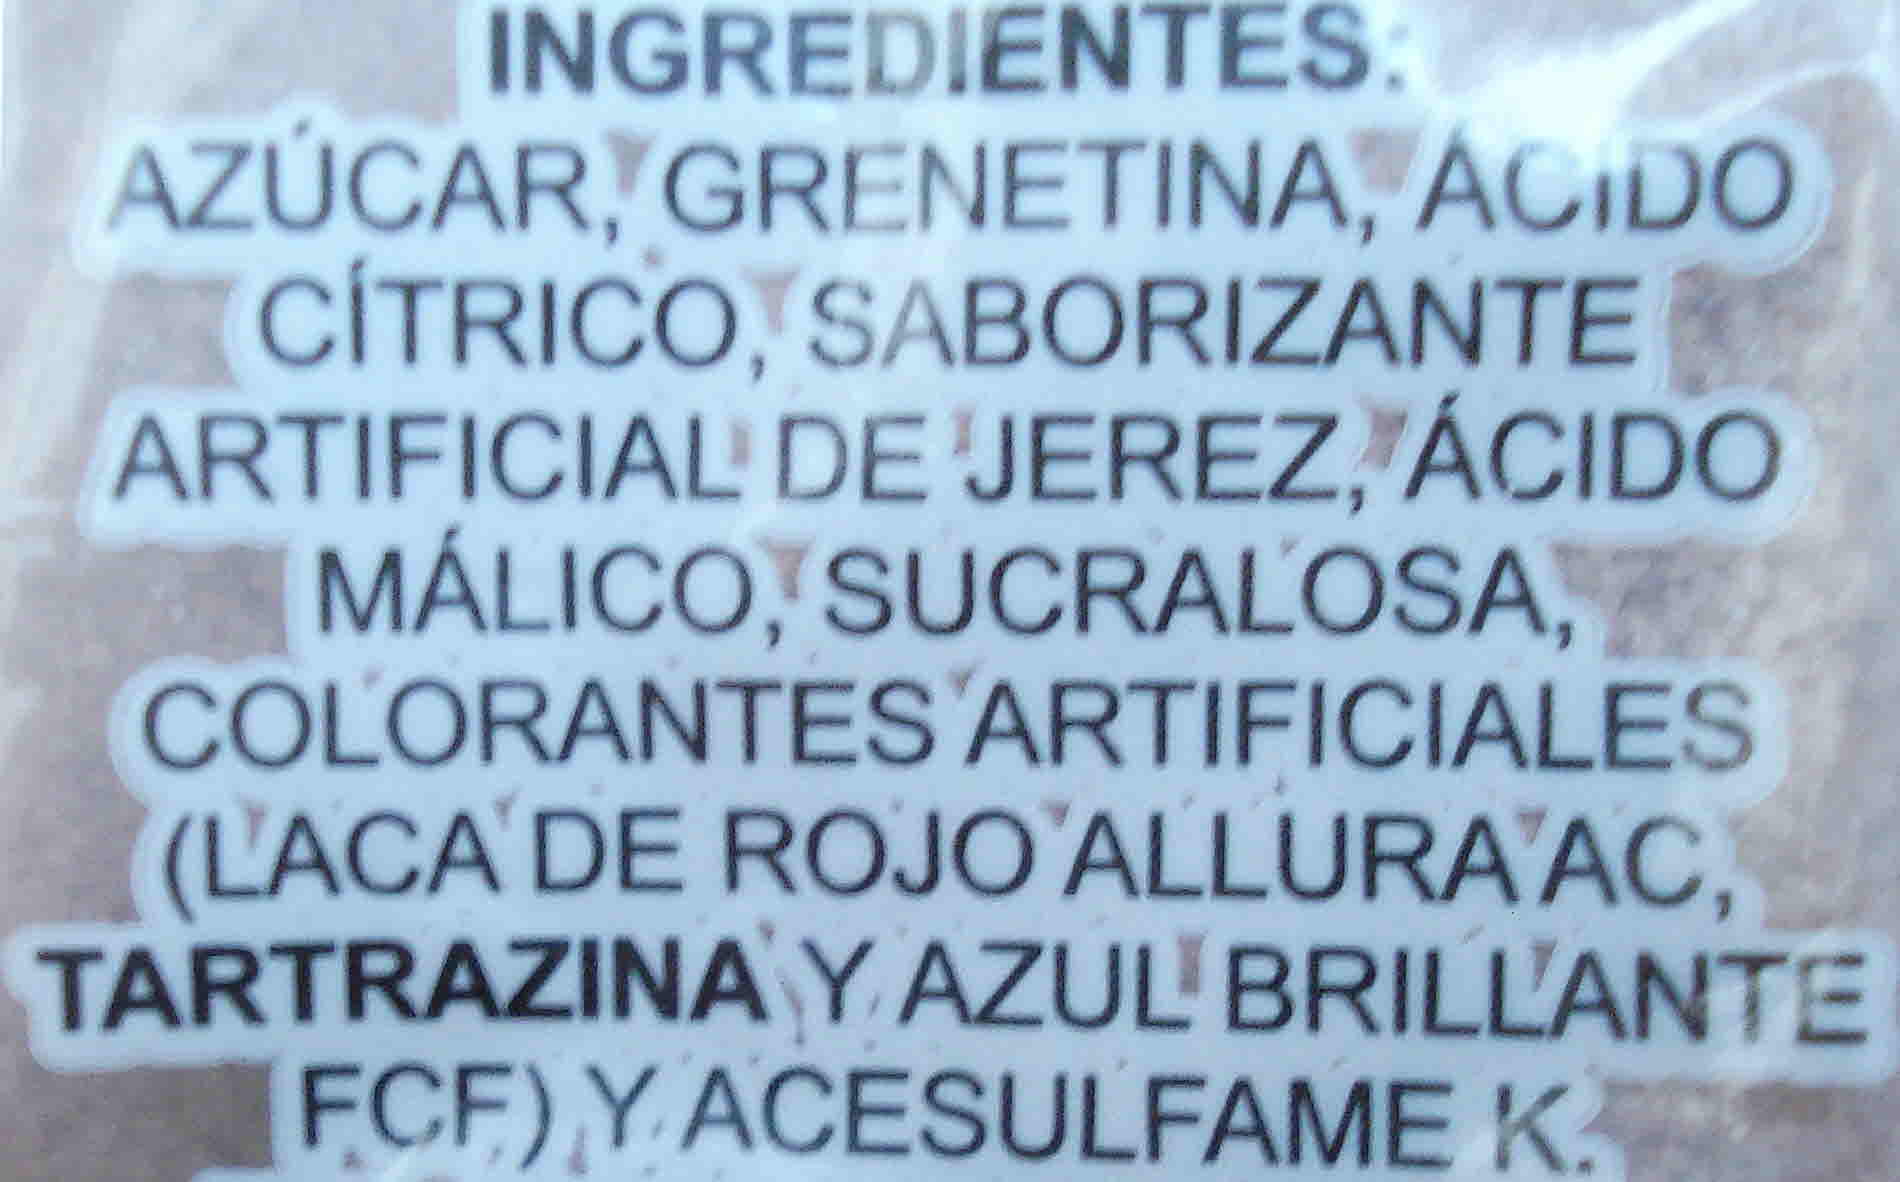 INGREDIENTES:
AZÚCAR, GRENETINA, ÁCIDO
CÍTRICO, SABORIZANTE
ARTIFICIAL DE JEREZ, ÁCIDO
MÁLICO, SUCRALOSA,
COLORANTES ARTIFICIALES
(LACA DE ROJO ALLURA AC,
TARTRAZINA Y AZUL BRILLANTE
FCF) Y ACESULFAME K.